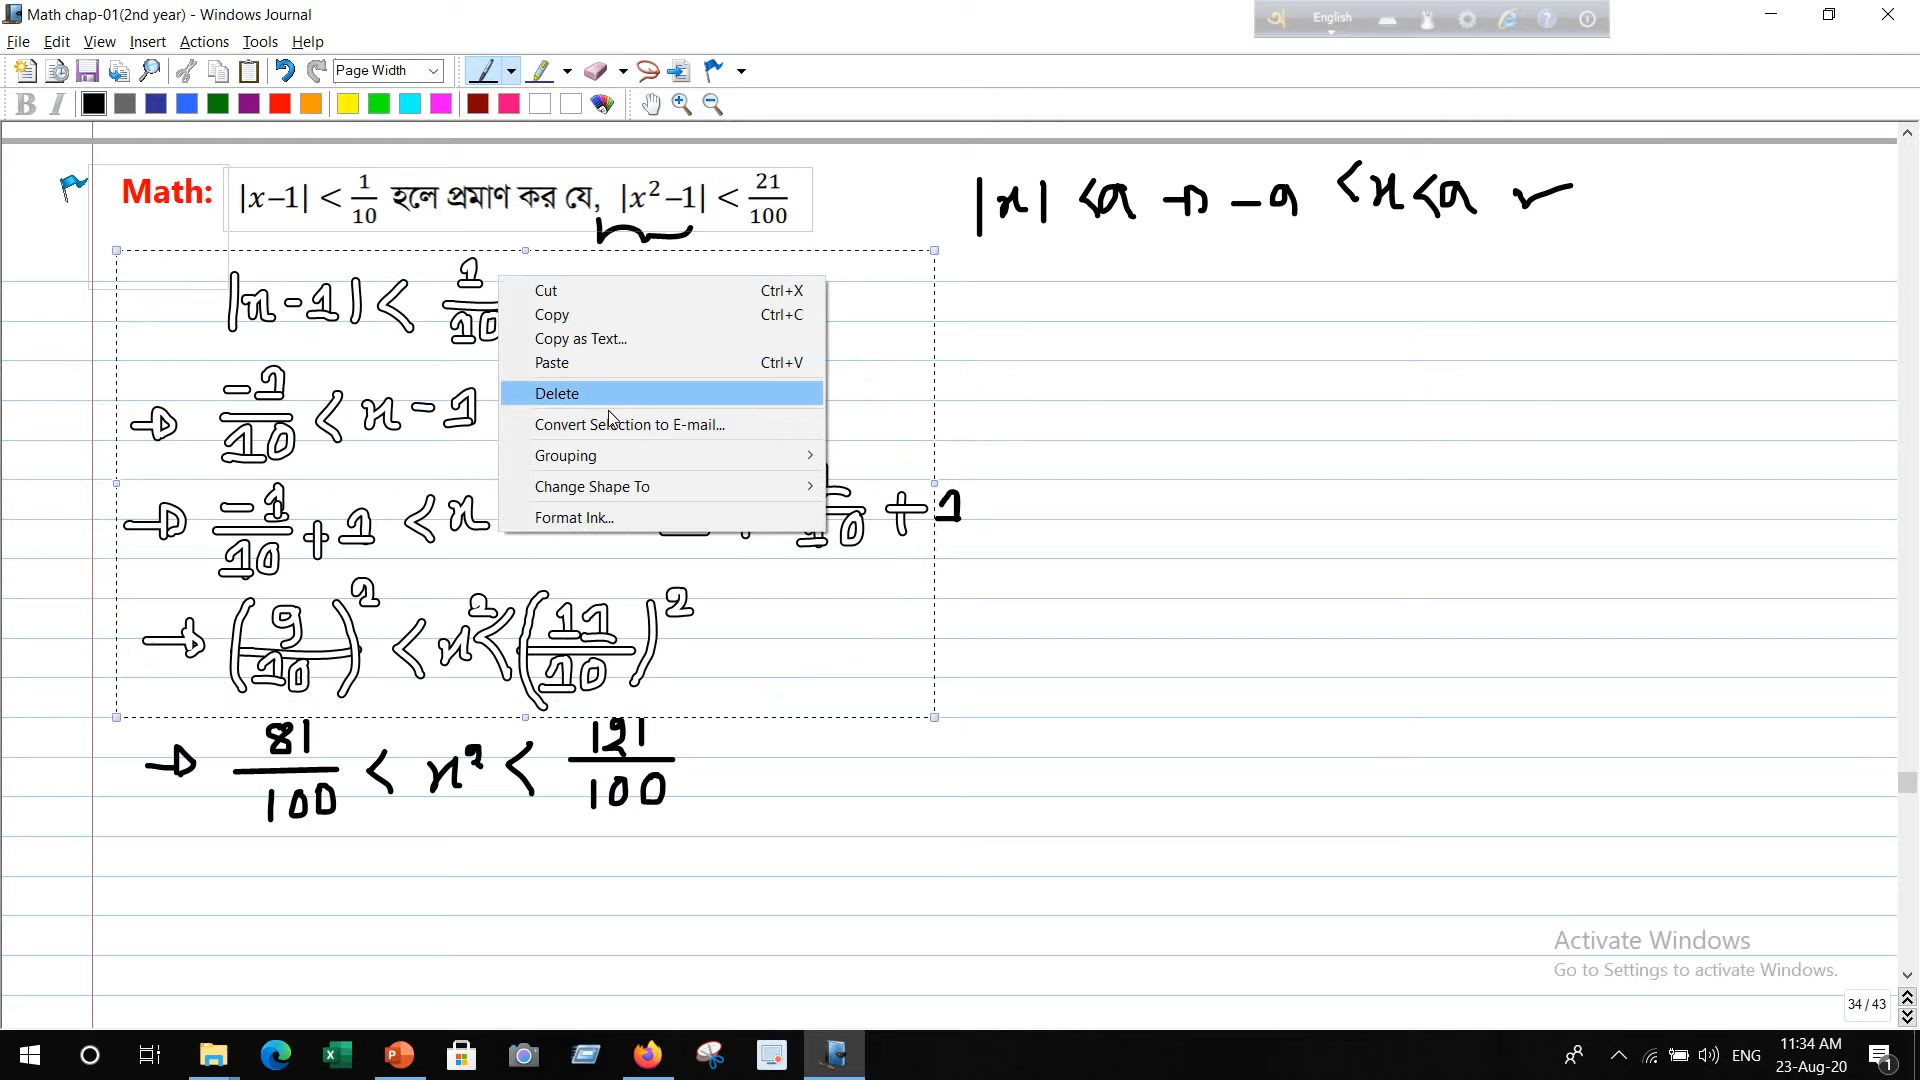 Math chap-01(2nd year) - Windows Journal
English
File Edit View Insert Actions Tools Help
Page Width
B I
Math: |x−1| < 1/10 হলে প্রমাণ কর যে, |x²−1| < 21/100
|x| < a → -a < x < a ✓
|x-1| < 1/10
→ -1/10 < x - 1
→ -1/10 + 1 < x + 1
→ (9/10)² < x² < (11/10)²
→ 81/100 < x² < 121/100
Cut Ctrl+X
Copy Ctrl+C
Copy as Text...
Paste Ctrl+V
Delete
Convert Selection to E-mail...
Grouping
Change Shape To
Format Ink...
Activate Windows
Go to Settings to activate Windows.
34 / 43
ENG
11:34 AM
23-Aug-20
1